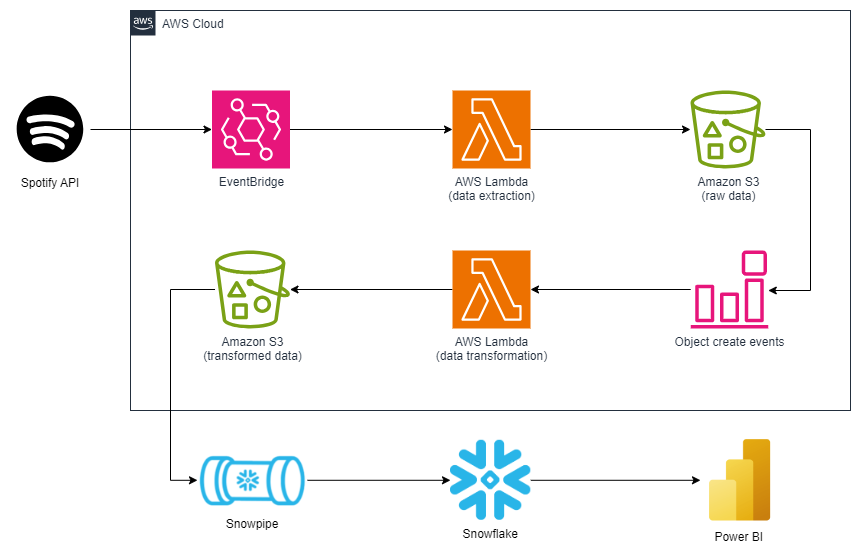 aws
AWS Cloud
Spotify API
EventBridge
AWS Lambda
(data extraction)
Amazon S3
(raw data)
Amazon S3
(transformed data)
AWS Lambda
(data transformation)
Object create events
Snowpipe
Snowflake
Power BI